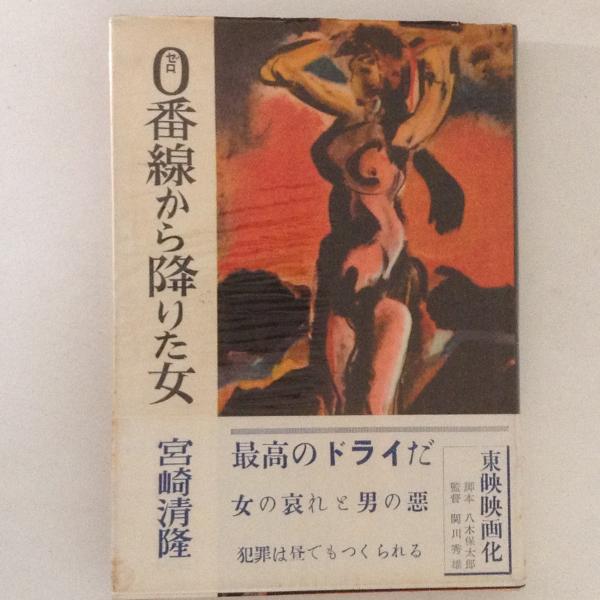 0番線から降りた女
ゼロ
宮崎清隆
最高のドライだ
女の哀れと男の悪
犯罪は昼でもつくられる
東映映画化
脚本 八木保太郎
監督 関川秀雄